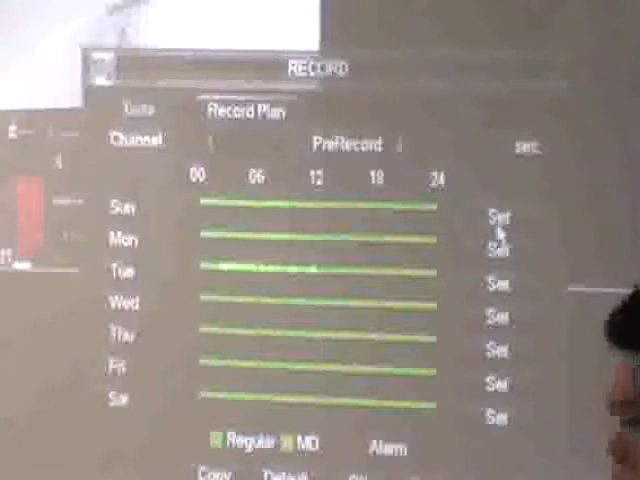 RECORD
Record Plan
Channel PreRecord sec.
00 06 12 18 24
Sun Set
Mon Set
Tue Set
Wed Set
Thu Set
Fri Set
Sat Set
Regular MD Alarm
Copy Default